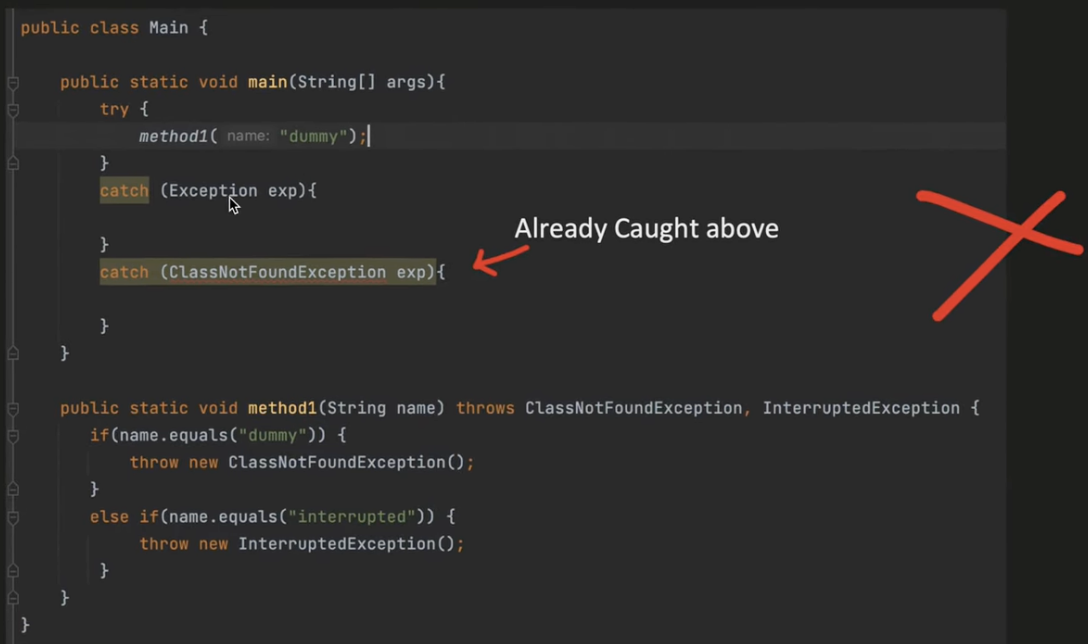 public class Main {
public static void main(String[] args){
try {
method1( name: "dummy");
}
catch (Exception exp){
}
Already Caught above
catch (ClassNotFoundException exp){
}
}
public static void method1(String name) throws ClassNotFoundException, InterruptedException {
if(name.equals("dummy")) {
throw new ClassNotFoundException();
}
else if(name.equals("interrupted")) {
throw new InterruptedException();
}
}
}